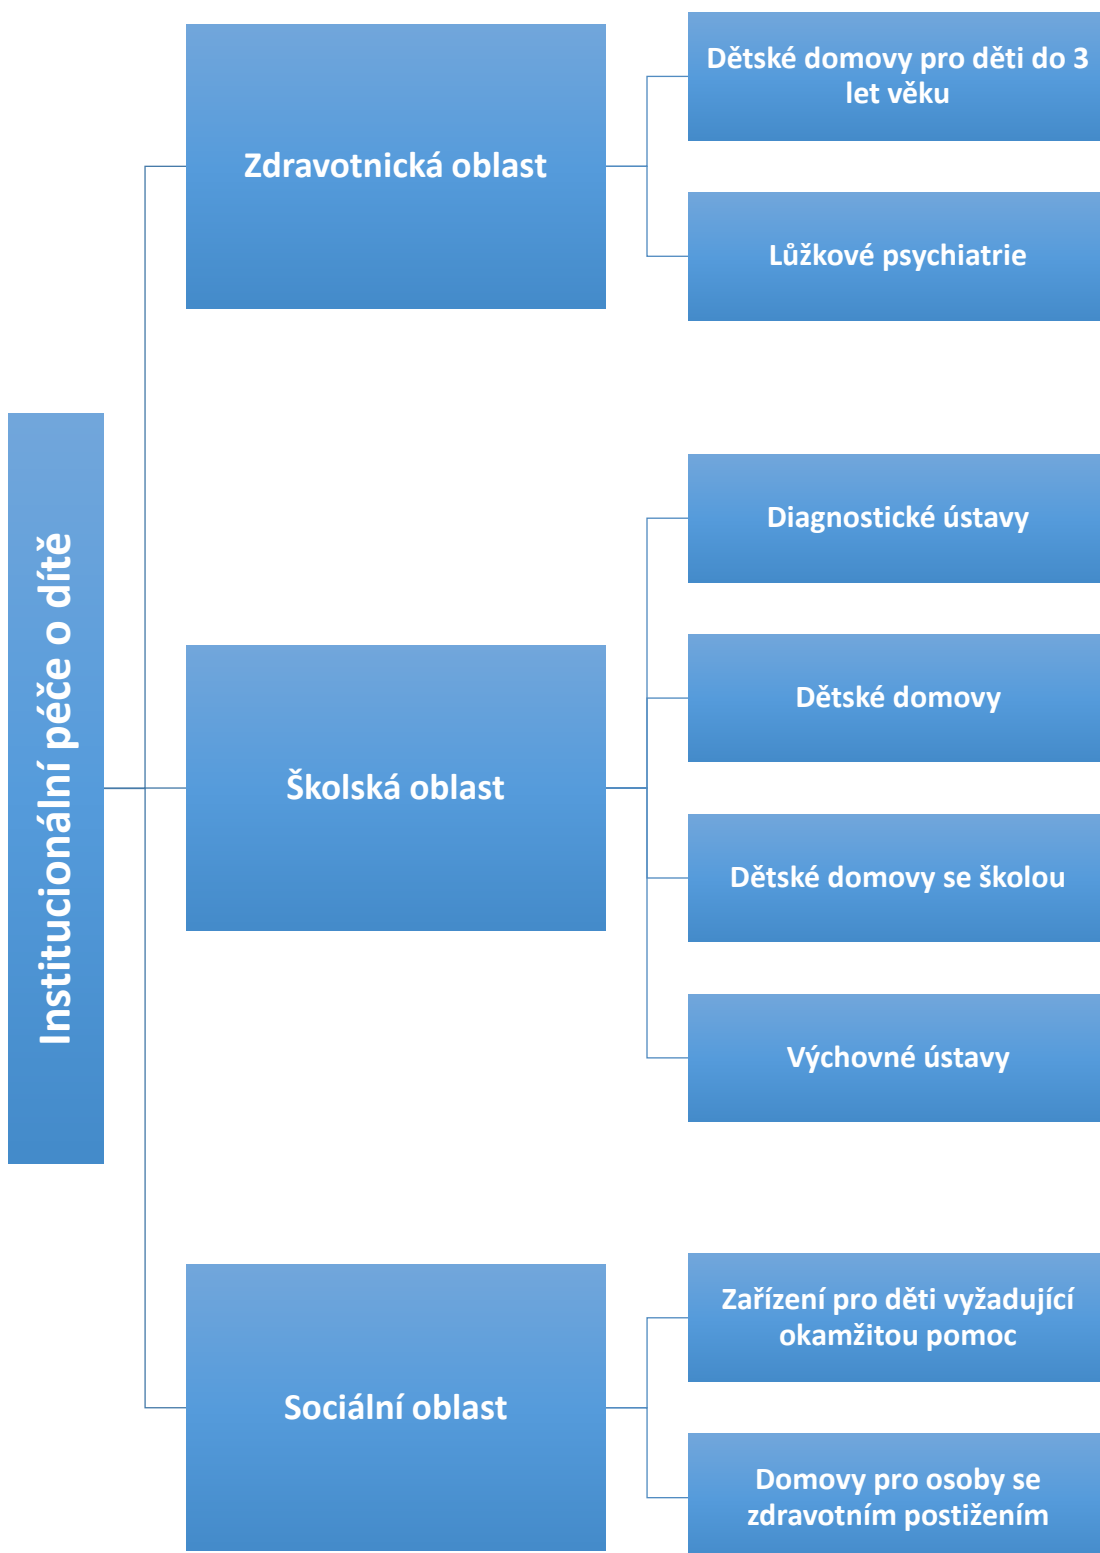 Institucionální péče o dítě
Zdravotnická oblast
Dětské domovy pro děti do 3
let věku
Lůžkové psychiatrie
Školská oblast
Diagnostické ústavy
Dětské domovy
Dětské domovy se školou
Výchovné ústavy
Sociální oblast
Zařízení pro děti vyžadující
okamžitou pomoc
Domovy pro osoby se
zdravotním postižením